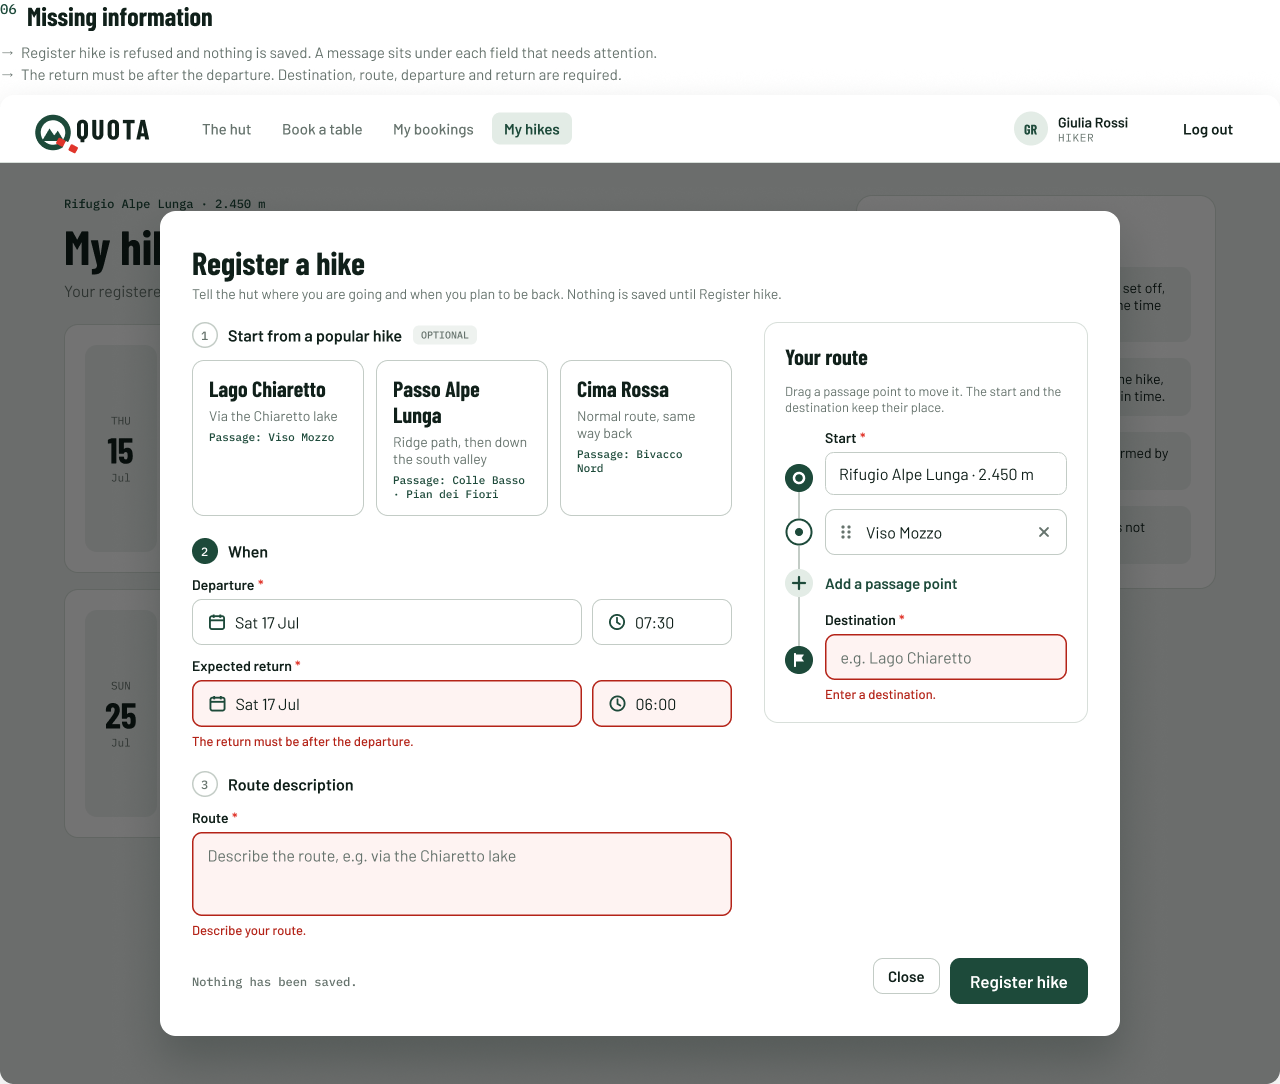 06 Missing information
→ Register hike is refused and nothing is saved. A message sits under each field that needs attention.
→ The return must be after the departure. Destination, route, departure and return are required.
QUOTA
The hut
Book a table
My bookings
My hikes
GR
Giulia Rossi
HIKER
Log out
Rifugio Alpe Lunga · 2.450 m
My hik
Your registere
THU
15
Jul
SUN
25
Jul
set off,
e time
e hike,
in time.
rmed by
not
Register a hike
Tell the hut where you are going and when you plan to be back. Nothing is saved until Register hike.
1 Start from a popular hike OPTIONAL
Lago Chiaretto
Via the Chiaretto lake
Passage: Viso Mozzo
Passo Alpe
Lunga
Ridge path, then down
the south valley
Passage: Colle Basso
· Pian dei Fiori
Cima Rossa
Normal route, same
way back
Passage: Bivacco
Nord
2 When
Departure *
Sat 17 Jul
07:30
Expected return *
Sat 17 Jul
06:00
The return must be after the departure.
3 Route description
Route *
Describe the route, e.g. via the Chiaretto lake
Describe your route.
Your route
Drag a passage point to move it. The start and the
destination keep their place.
Start *
Rifugio Alpe Lunga · 2.450 m
Viso Mozzo
Add a passage point
Destination *
e.g. Lago Chiaretto
Enter a destination.
Nothing has been saved.
Close
Register hike